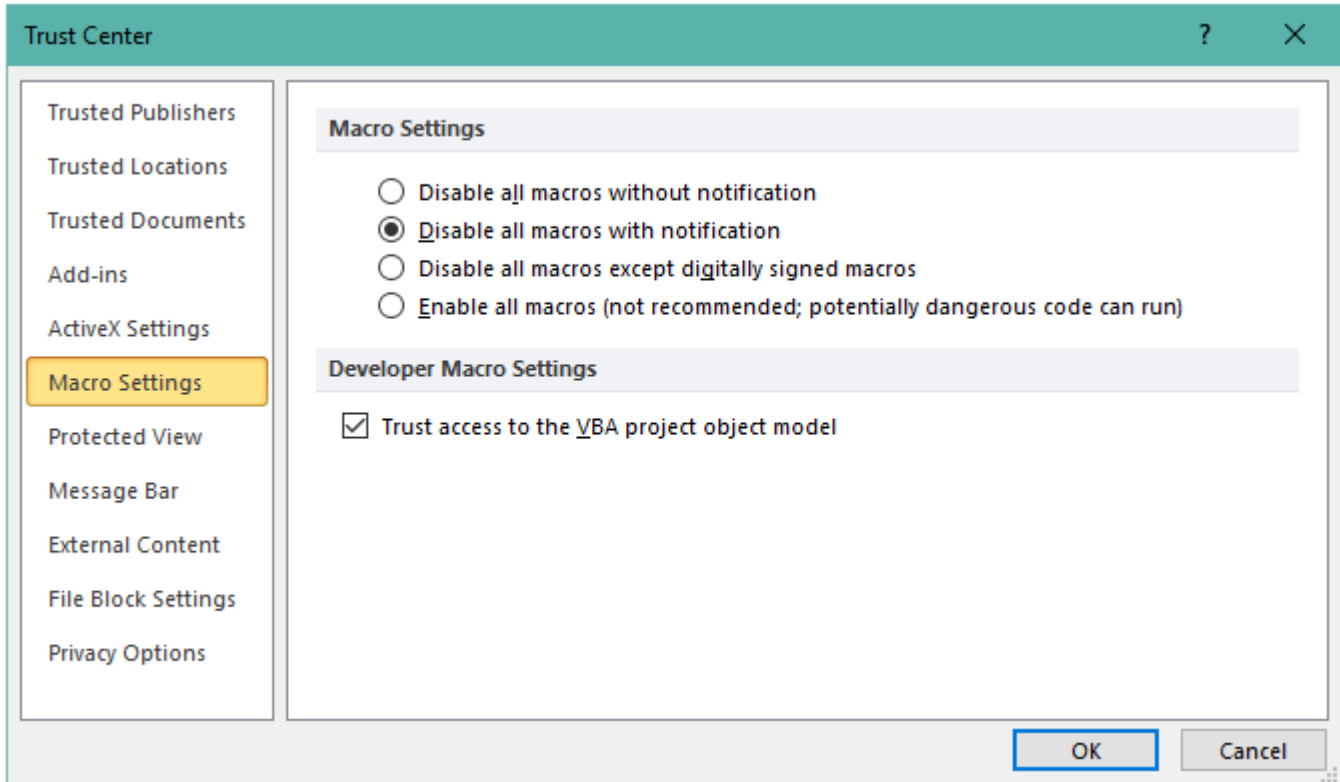 Trust Center ?
Trusted Publishers
Trusted Locations
Trusted Documents
Add-ins
ActiveX Settings
Macro Settings
Protected View
Message Bar
External Content
File Block Settings
Privacy Options
Macro Settings
Disable all macros without notification
Disable all macros with notification
Disable all macros except digitally signed macros
Enable all macros (not recommended; potentially dangerous code can run)
Developer Macro Settings
Trust access to the VBA project object model
OK
Cancel